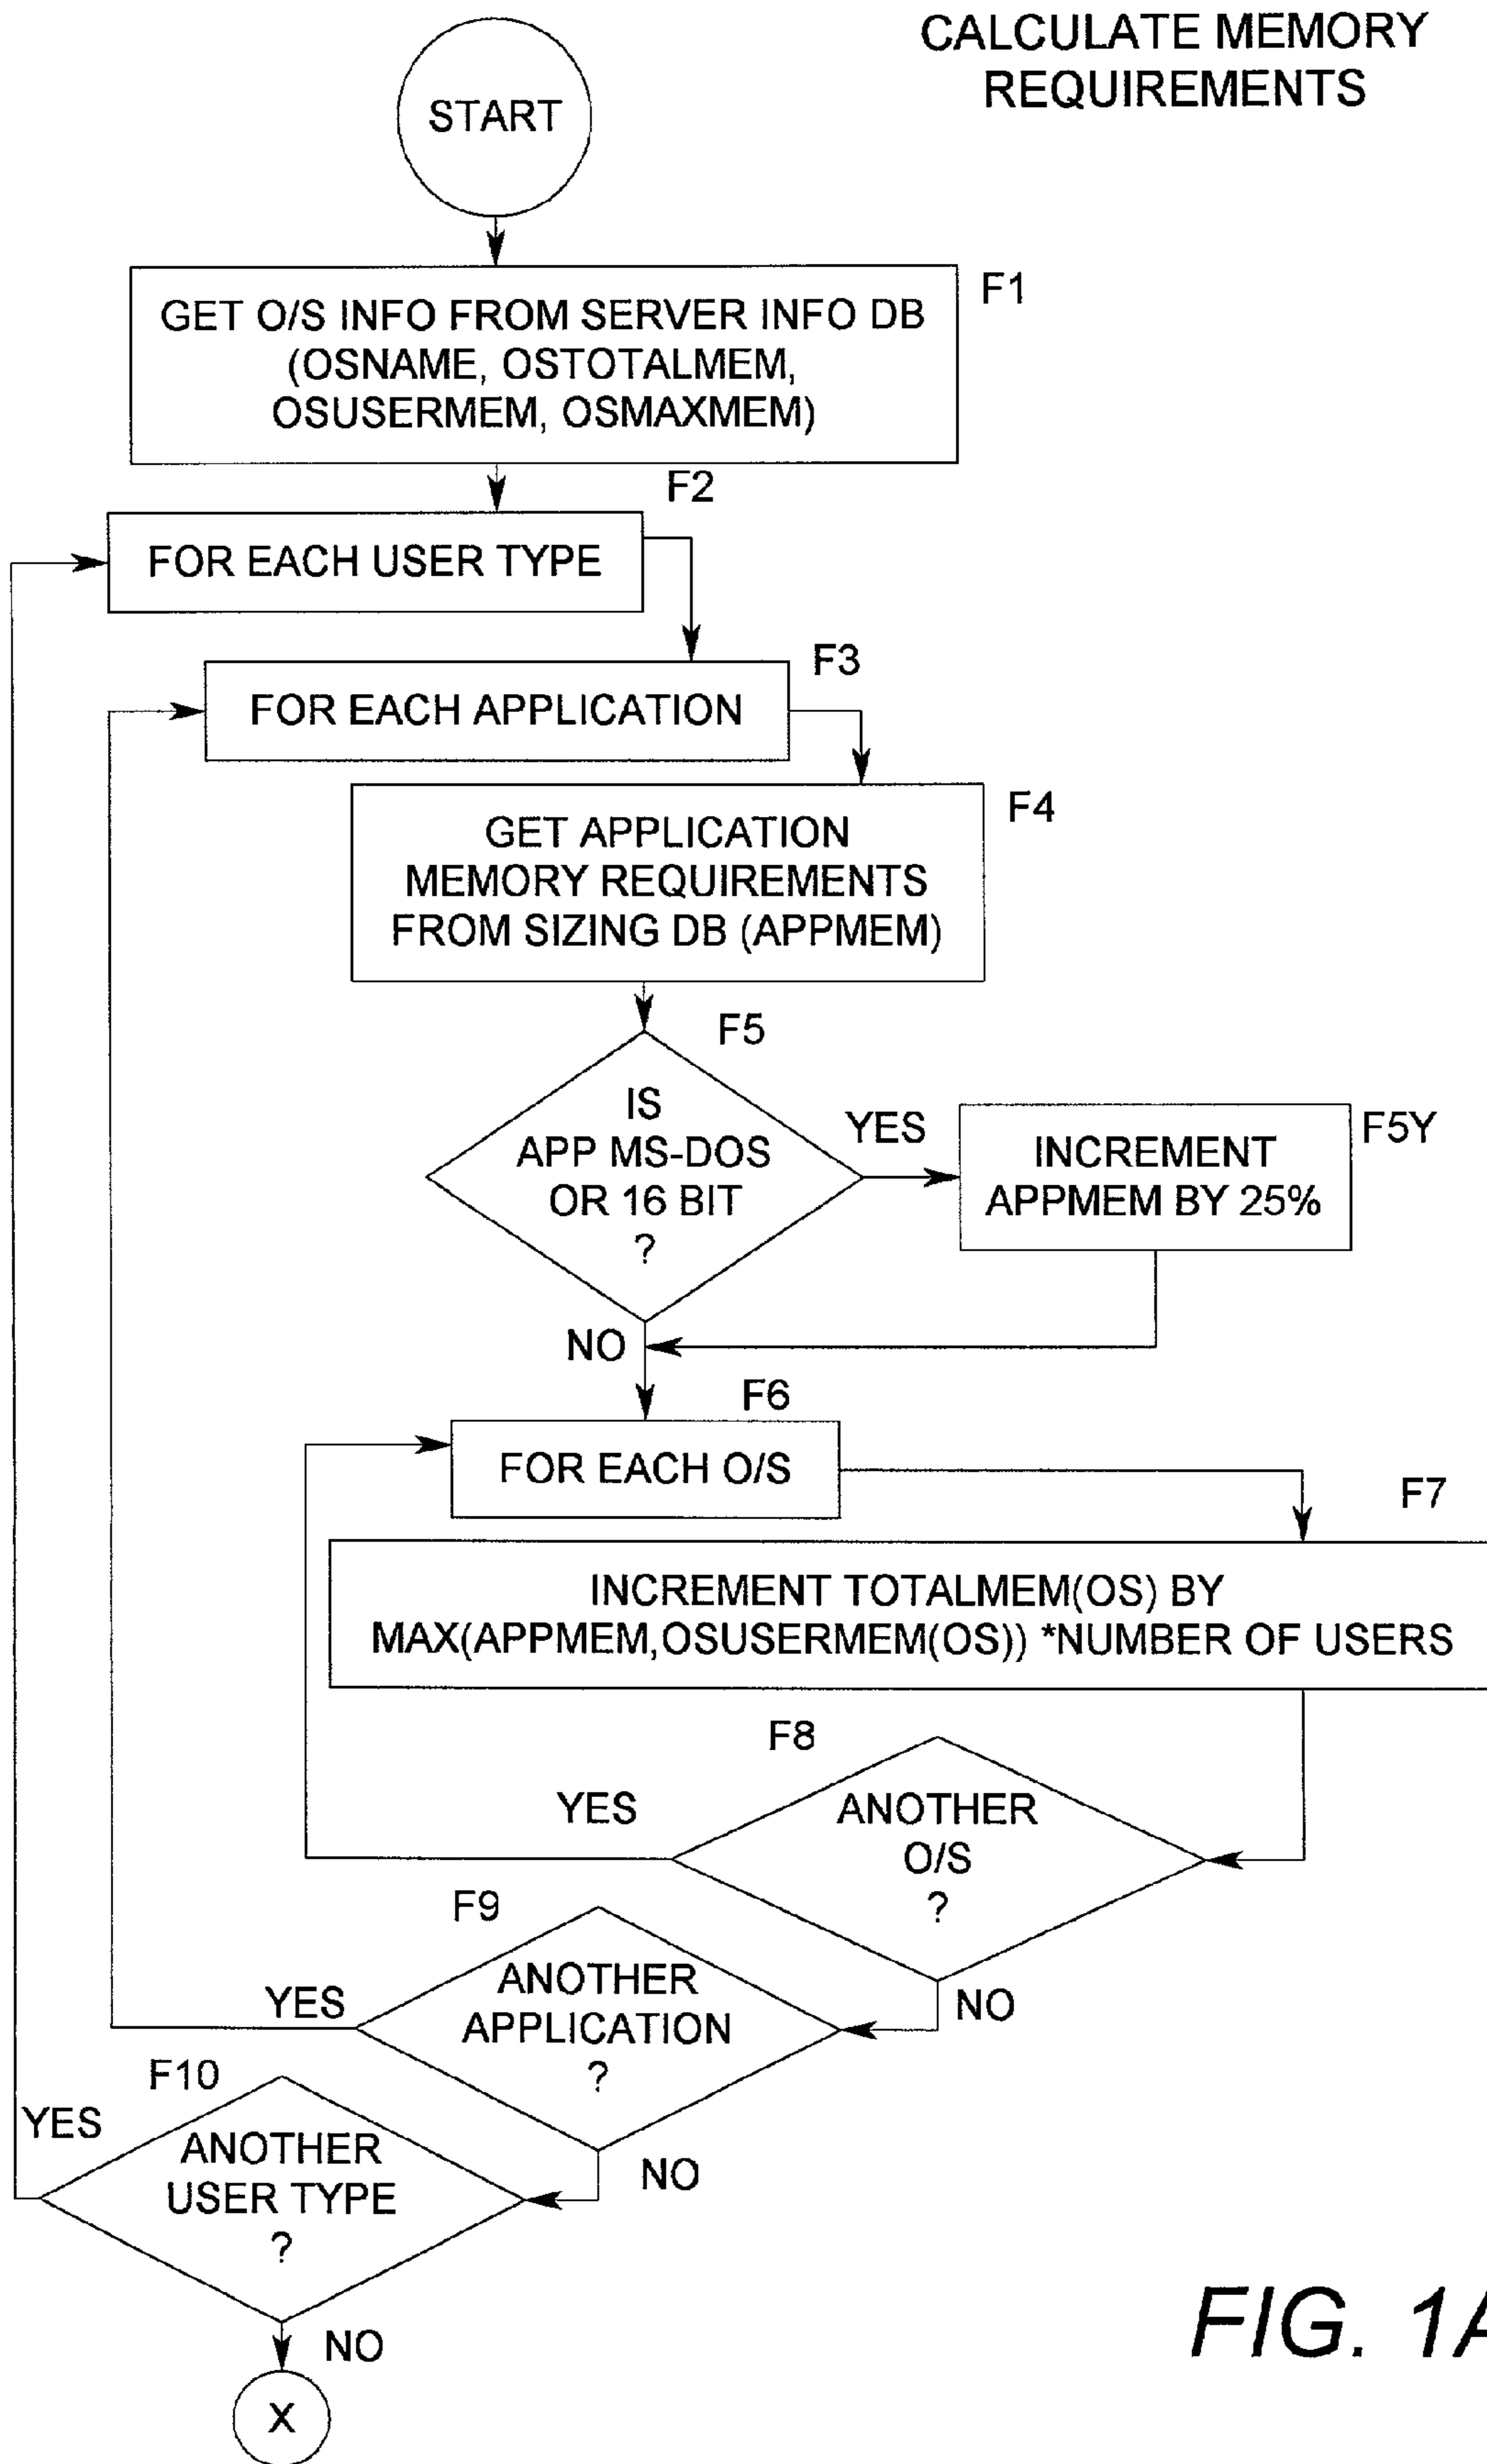 CALCULATE MEMORY
REQUIREMENTS
START
F1
GET O/S INFO FROM SERVER INFO DB
(OSNAME, OSTOTALMEM,
OSUSERMEM, OSMAXMEM)
F2
FOR EACH USER TYPE
F3
FOR EACH APPLICATION
F4
GET APPLICATION
MEMORY REQUIREMENTS
FROM SIZING DB (APPMEM)
F5
IS
APP MS-DOS
OR 16 BIT
?
YES
F5Y
INCREMENT
APPMEM BY 25%
NO
F6
FOR EACH O/S
F7
INCREMENT TOTALMEM(OS) BY
MAX(APPMEM,OSUSERMEM(OS)) *NUMBER OF USERS
F8
YES
ANOTHER
O/S
?
NO
F9
YES
ANOTHER
APPLICATION
?
NO
F10
YES
ANOTHER
USER TYPE
?
NO
X
FIG. 1A